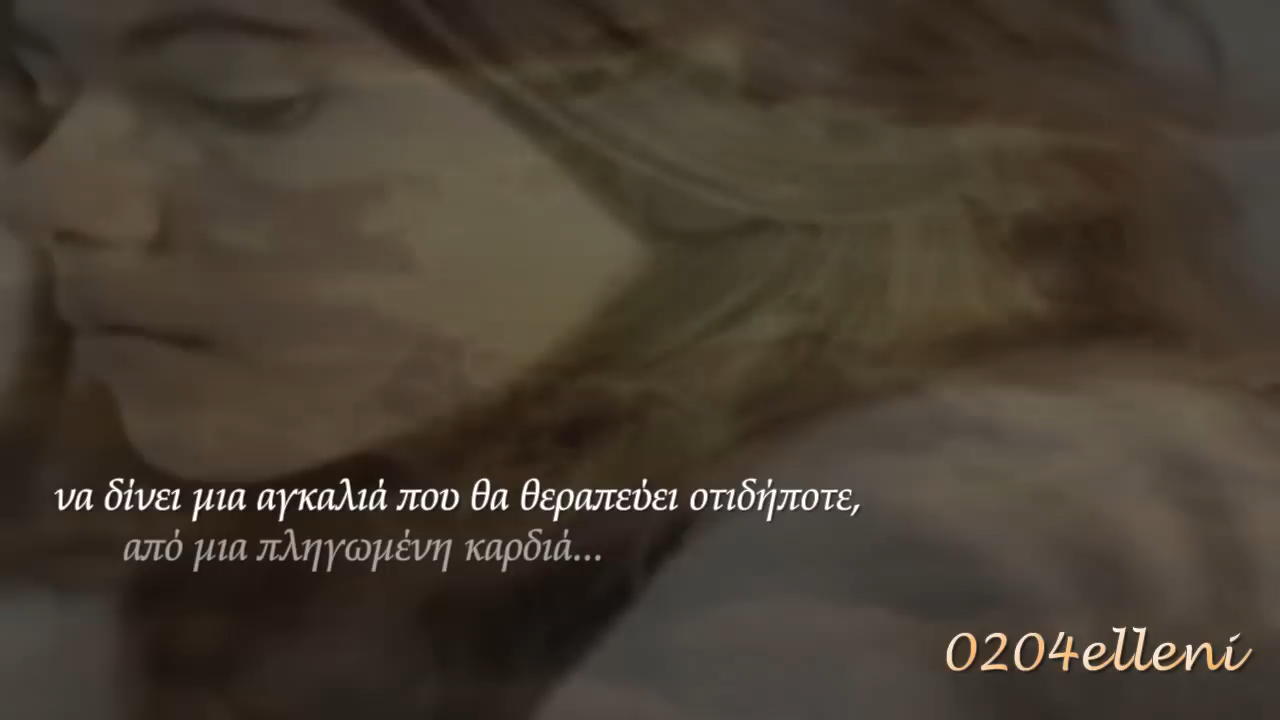 να δίνει μια αγκαλιά που θα θεραπεύει οτιδήποτε,
από μια πληγωμένη καρδιά...
0204elleni